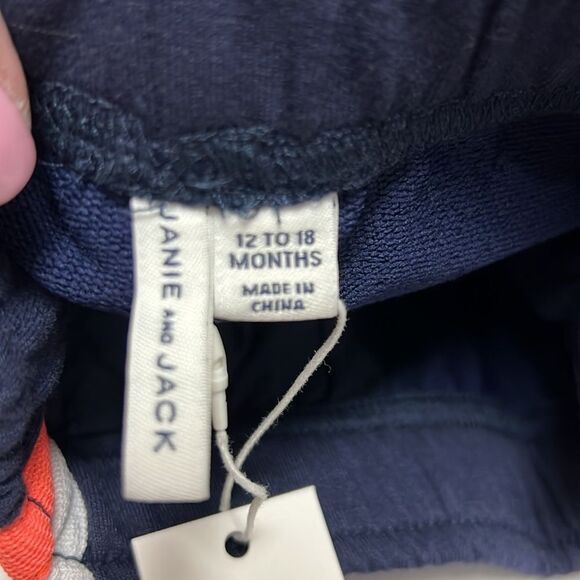 JANIE AND JACK
12 TO 18
MONTHS
MADE IN
CHINA